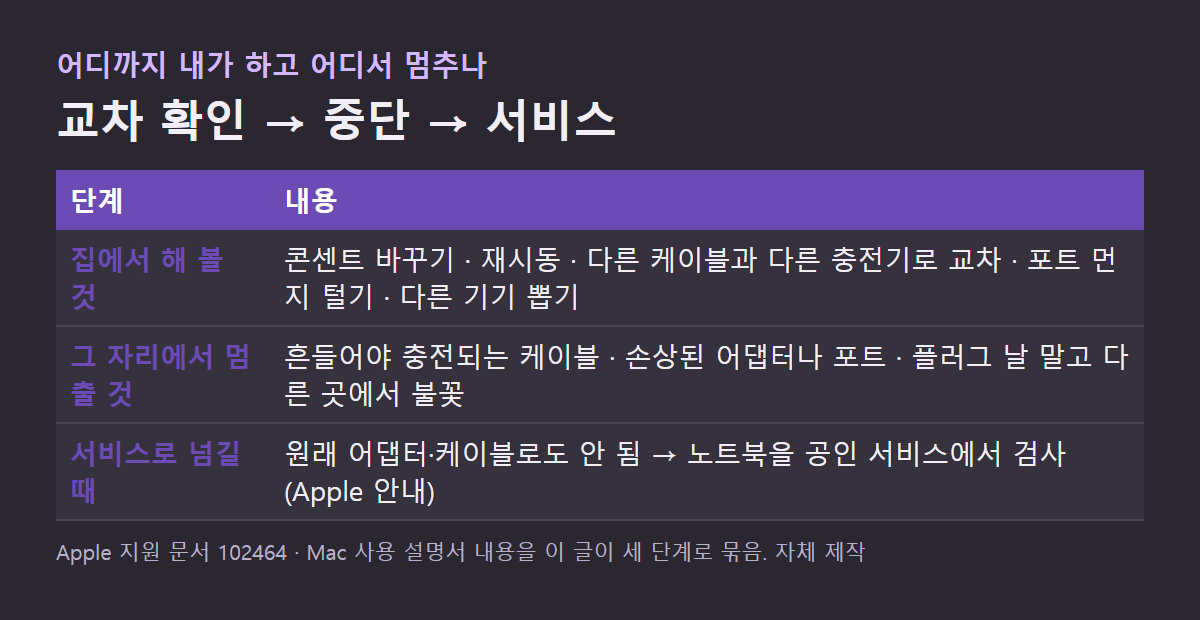 어디까지 내가 하고 어디서 멈추나
교차 확인 → 중단 → 서비스
단계 내용
집에서 해 볼 것 콘센트 바꾸기 · 재시동 · 다른 케이블과 다른 충전기로 교차 · 포트 먼지 털기 · 다른 기기 뽑기
그 자리에서 멈출 것 흔들어야 충전되는 케이블 · 손상된 어댑터나 포트 · 플러그 날 말고 다른 곳에서 불꽃
서비스로 넘길 때 원래 어댑터·케이블로도 안 됨 → 노트북을 공인 서비스에서 검사 (Apple 안내)
Apple 지원 문서 102464 · Mac 사용 설명서 내용을 이 글이 세 단계로 묶음. 자체 제작